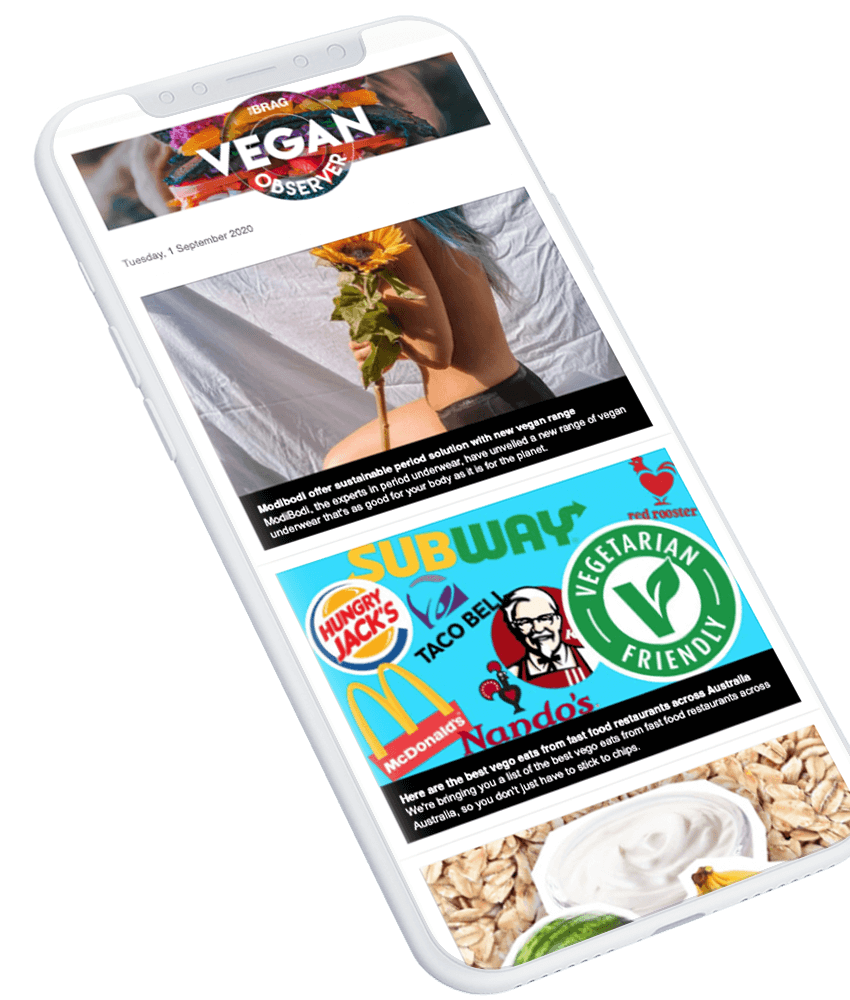 THE BRAG
VEGAN
OBSERVER
Tuesday, 1 September 2020
Modibodi offer sustainable period solution with new vegan range
ModiBodi, the experts in period underwear, have unveiled a new range of vegan
underwear that's as good for your body as it is for the planet.
red rooster
SUBWAY
VEGETARIAN
FRIENDLY
HUNGRY
JACK'S
TACO BELL
K
McDonald's
Nando's
Here are the best vego eats from fast food restaurants across Australia
We're bringing you a list of the best vego eats from fast food restaurants across
Australia, so you don't just have to stick to chips.